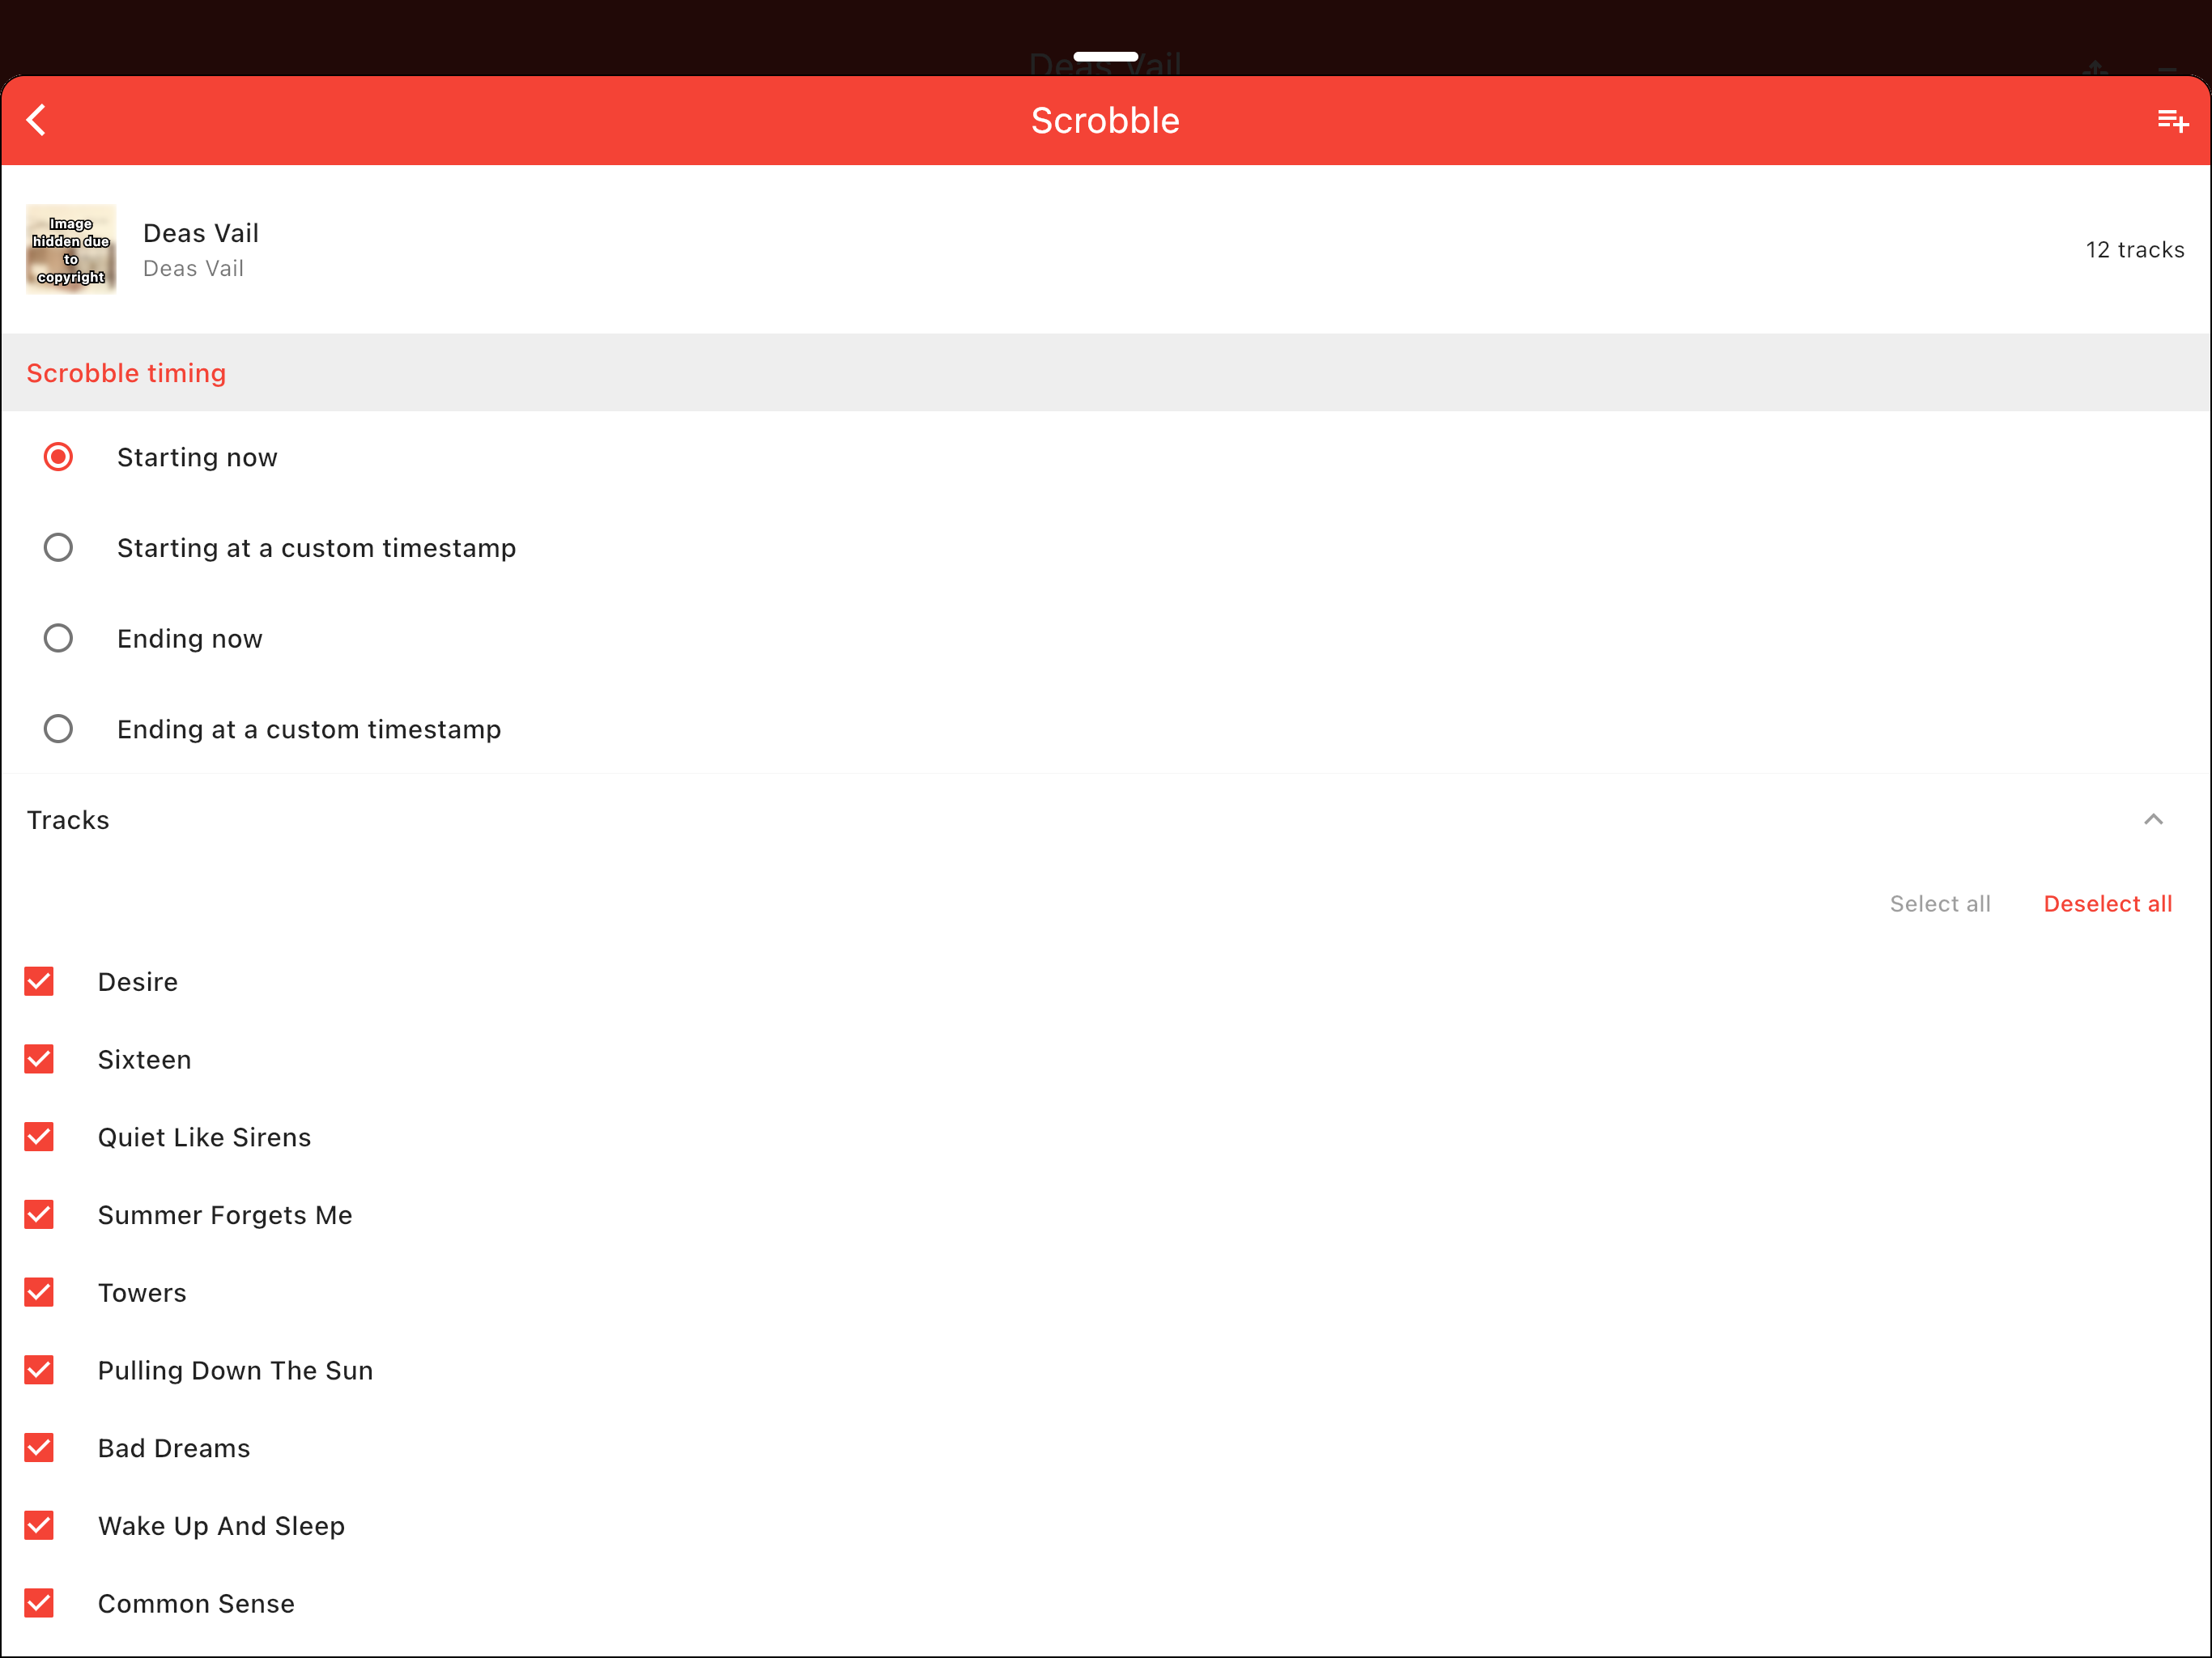 Deas Vail
Scrobble
Image
hidden due
to
copyright
Deas Vail
Deas Vail
12 tracks
Scrobble timing
Starting now
Starting at a custom timestamp
Ending now
Ending at a custom timestamp
Tracks
Select all
Deselect all
Desire
Sixteen
Quiet Like Sirens
Summer Forgets Me
Towers
Pulling Down The Sun
Bad Dreams
Wake Up And Sleep
Common Sense